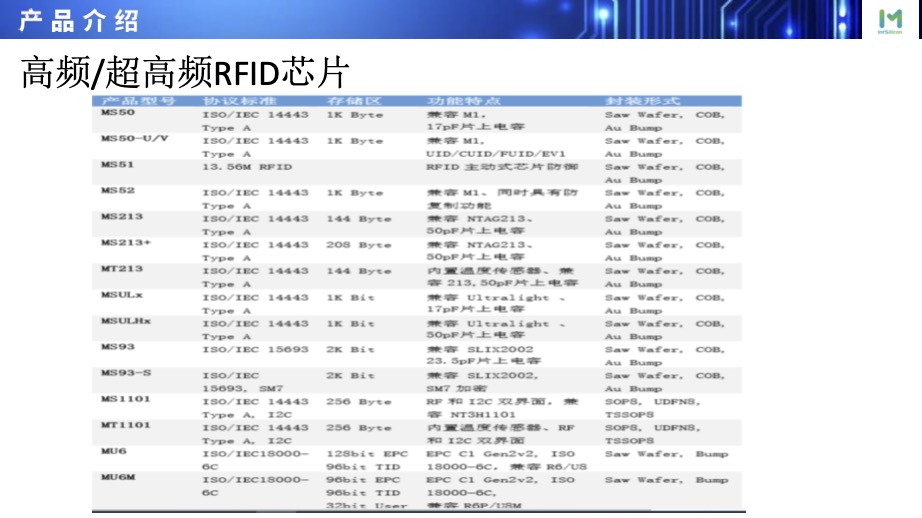 产品介绍
IntSilicon
高频/超高频RFID芯片
产品型号 协议标准 存储区 功能特点 封装形式
MS50 ISO/IEC 14443 1K Byte 兼容 M1, Saw Wafer, COB,
Type A 17pF片上电容 Au Bump
MS50-U/V ISO/IEC 14443 1K Byte 兼容 M1, Saw Wafer, COB,
Type A UID/CUID/FUID/EV1 Au Bump
MS51 13.56M RFID RFID 主动式芯片防御 Saw Wafer, COB,
Au Bump
MS52 ISO/IEC 14443 1K Byte 兼容 M1、同时具有防 Saw Wafer, COB,
Type A 复制功能 Au Bump
MS213 ISO/IEC 14443 144 Byte 兼容 NTAG213、 Saw Wafer, COB,
Type A 50pF片上电容 Au Bump
MS213+ ISO/IEC 14443 208 Byte 兼容 NTAG213、 Saw Wafer, COB,
Type A 50pF片上电容 Au Bump
MT213 ISO/IEC 14443 144 Byte 内置温度传感器、兼 Saw Wafer, COB,
Type A 容 213,50pF片上电容 Au Bump
MSULx ISO/IEC 14443 1K Bit 兼容 Ultralight 、 Saw Wafer, COB,
Type A 17pF片上电容 Au Bump
MSULHx ISO/IEC 14443 1K Bit 兼容 Ultralight 、 Saw Wafer, COB,
Type A 50pF片上电容 Au Bump
MS93 ISO/IEC 15693 2K Bit 兼容 SLIX2002 Saw Wafer, COB,
23.5pF片上电容 Au Bump
MS93-S ISO/IEC 2K Bit 兼容 SLIX2002, Saw Wafer, COB,
15693, SM7 SM7 加密 Au Bump
MS1101 ISO/IEC 14443 256 Byte RF 和 I2C 双界面，兼 SOP8, UDFN8,
Type A, I2C 容 NT3H1101 TSSOP8
MT1101 ISO/IEC 14443 256 Byte 内置温度传感器、RF SOP8, UDFN8,
Type A, I2C 和 I2C 双界面 TSSOP8
MU6 ISO/IEC18000- 128bit EPC EPC C1 Gen2v2, ISO Saw Wafer, Bump
6C 96bit TID 18000-6C, 兼容 R6/U8
MU6M ISO/IEC18000- 96bit EPC EPC C1 Gen2v2, ISO Saw Wafer, Bump
6C 96bit TID 18000-6C,
32bit User 兼容 R6P/U8M